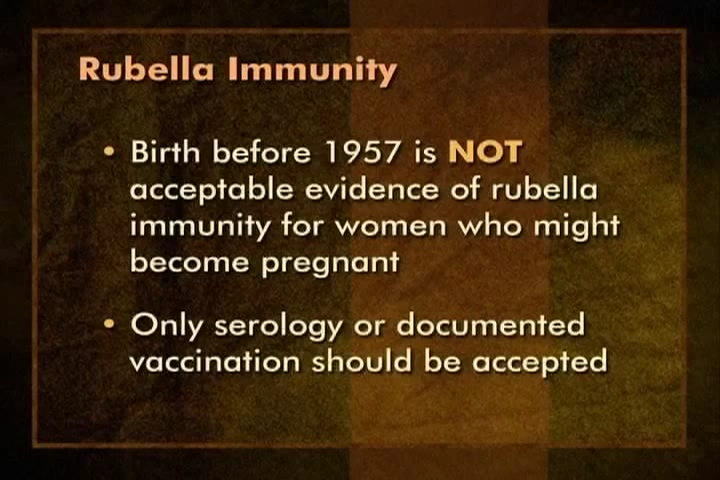 Rubella Immunity
• Birth before 1957 is NOT
acceptable evidence of rubella
immunity for women who might
become pregnant
• Only serology or documented
vaccination should be accepted